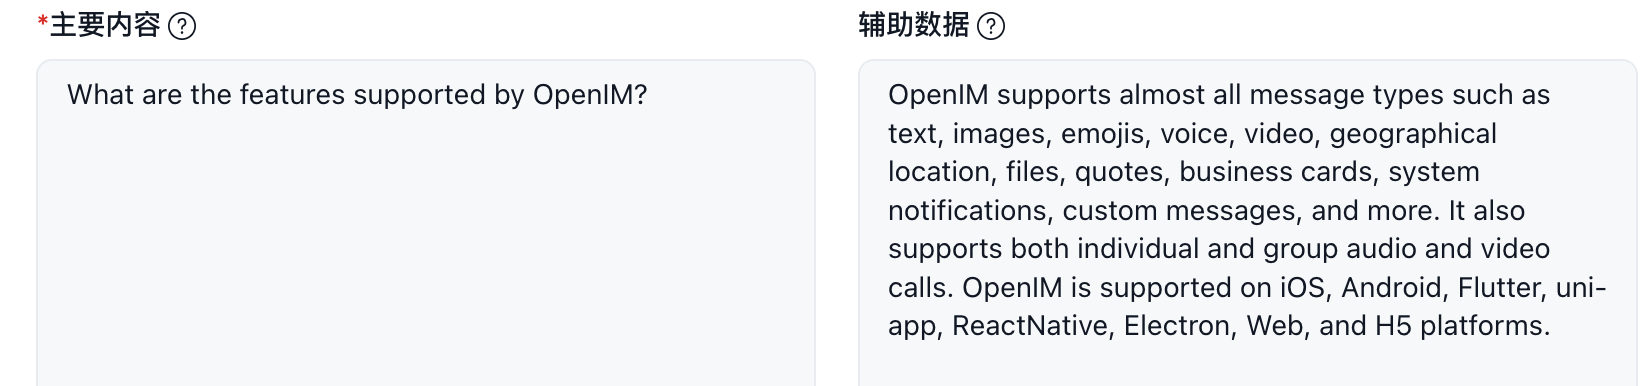 *主要内容 ?
What are the features supported by OpenIM?
辅助数据 ?
OpenIM supports almost all message types such as
text, images, emojis, voice, video, geographical
location, files, quotes, business cards, system
notifications, custom messages, and more. It also
supports both individual and group audio and video
calls. OpenIM is supported on iOS, Android, Flutter, uni-
app, ReactNative, Electron, Web, and H5 platforms.